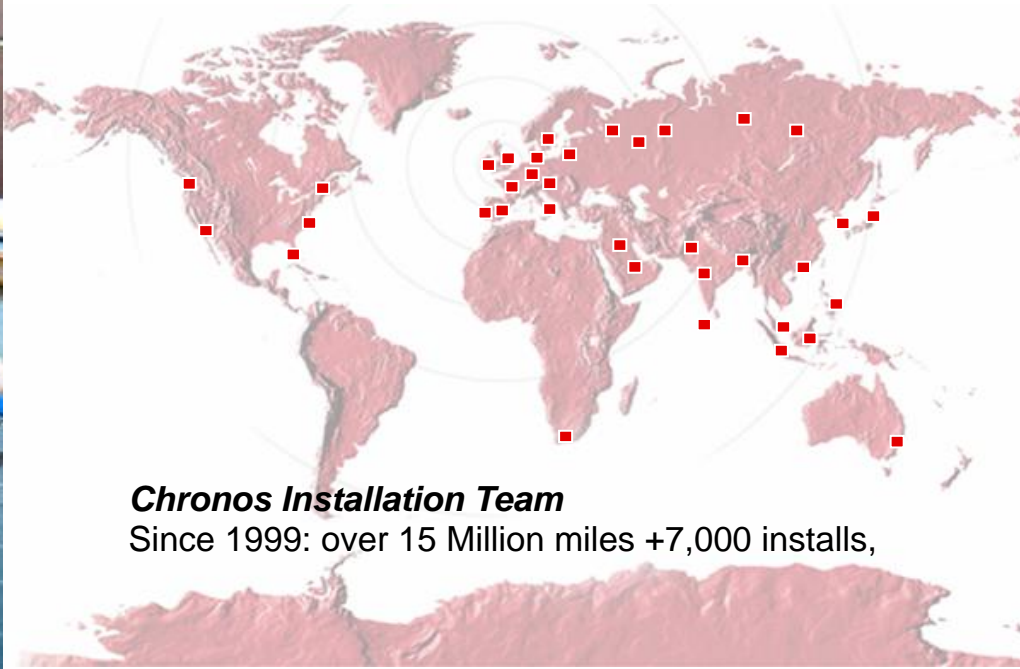 Chronos Installation Team
Since 1999: over 15 Million miles +7,000 installs,